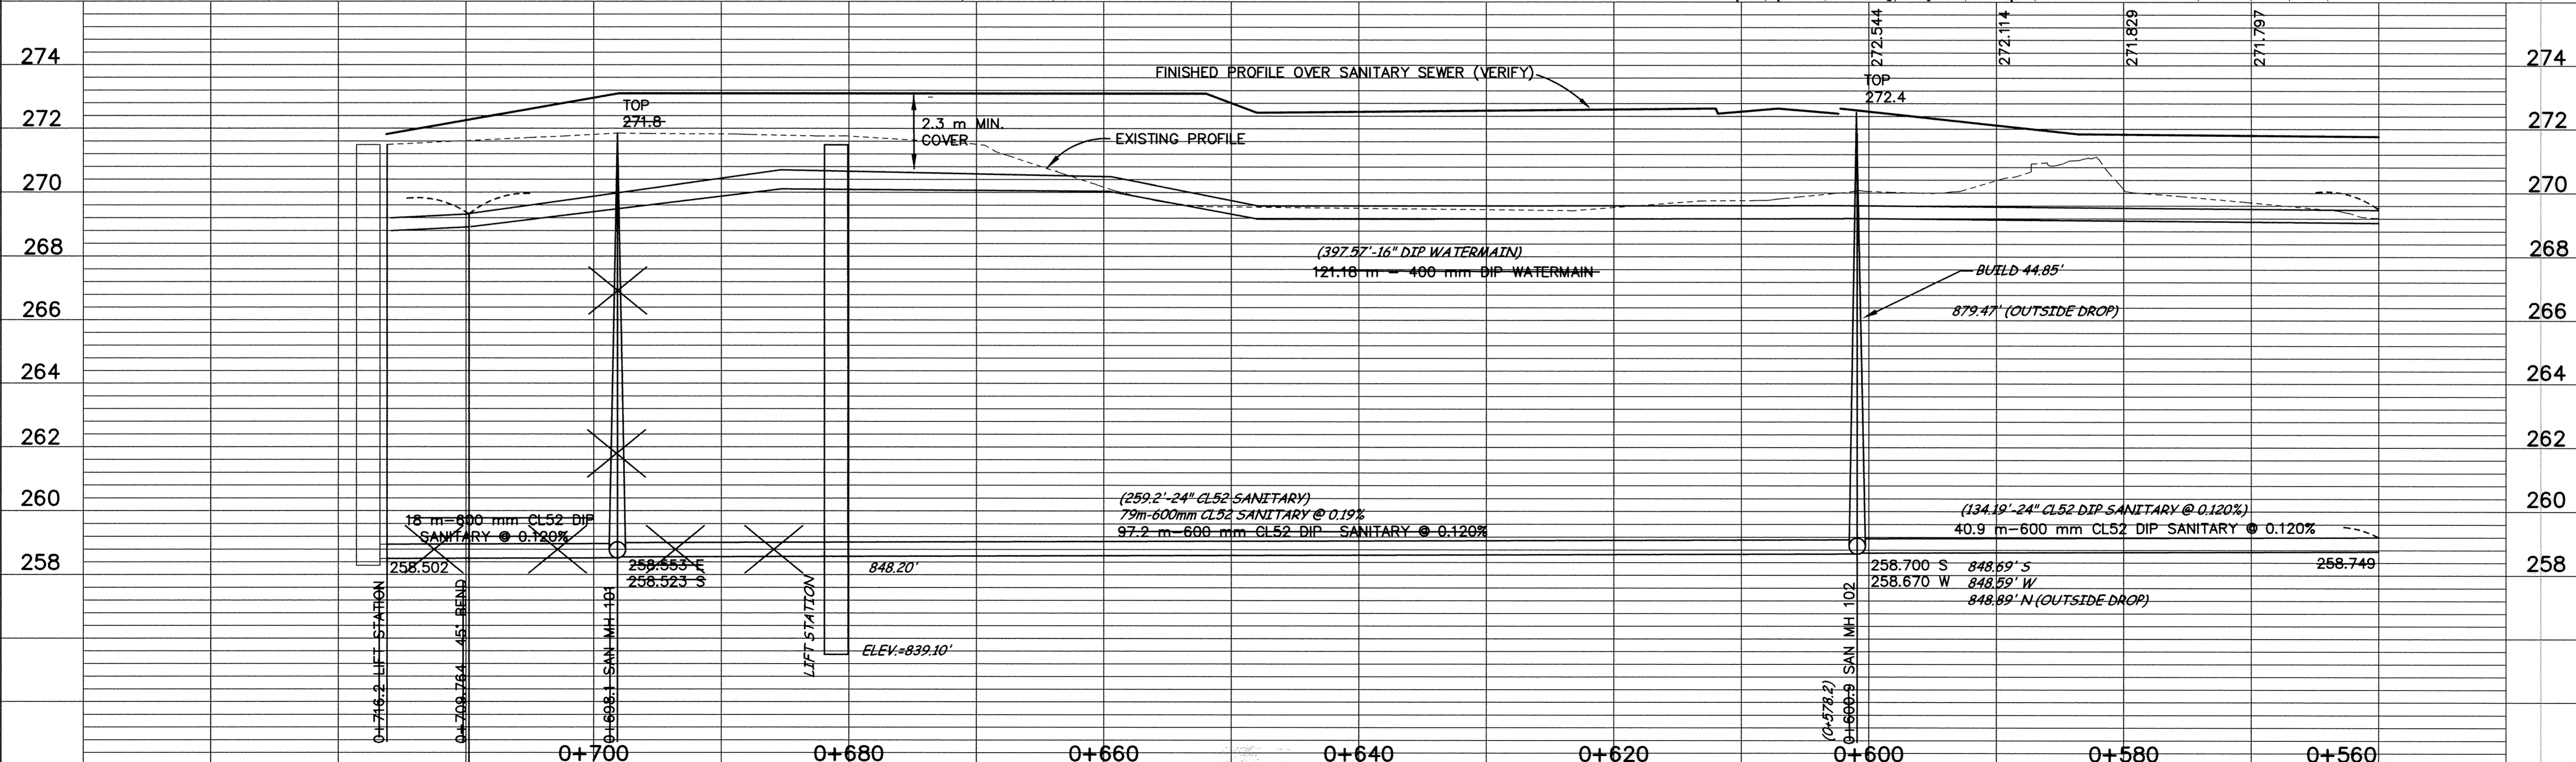 272.544
272.114
271.829
271.797
274
274
FINISHED PROFILE OVER SANITARY SEWER (VERIFY)
TOP
272.4
TOP
271.8
272
272
2.3 m MIN.
COVER
EXISTING PROFILE
270
270
268
268
(397.57'-16" DIP WATERMAIN)
121.18 m - 400 mm DIP WATERMAIN
BUILD 44.85'
879.47' (OUTSIDE DROP)
266
266
264
264
262
262
260
260
(259.2'-24" CL52 SANITARY)
79m-600mm CL52 SANITARY @ 0.19%
97.2 m-600 mm CL52 DIP SANITARY @ 0.120%
(134.19'-24" CL52 DIP SANITARY @ 0.120%)
40.9 m-600 mm CL52 DIP SANITARY @ 0.120%
18 m-600 mm CL52 DIP
SANITARY @ 0.120%
258
258
258.502
258.553 E
258.523 S
848.20'
258.700 S
848.69' S
258.670 W
848.59' W
848.89' N (OUTSIDE DROP)
258.749
0+716.2 LIFT STATION
0+709.764 45° BEND
0+698.1 SAN MH 101
LIFT STATION
ELEV.=839.10'
(0+578.2)
0+600.9 SAN MH 102
0+700
0+680
0+660
0+640
0+620
0+600
0+580
0+560